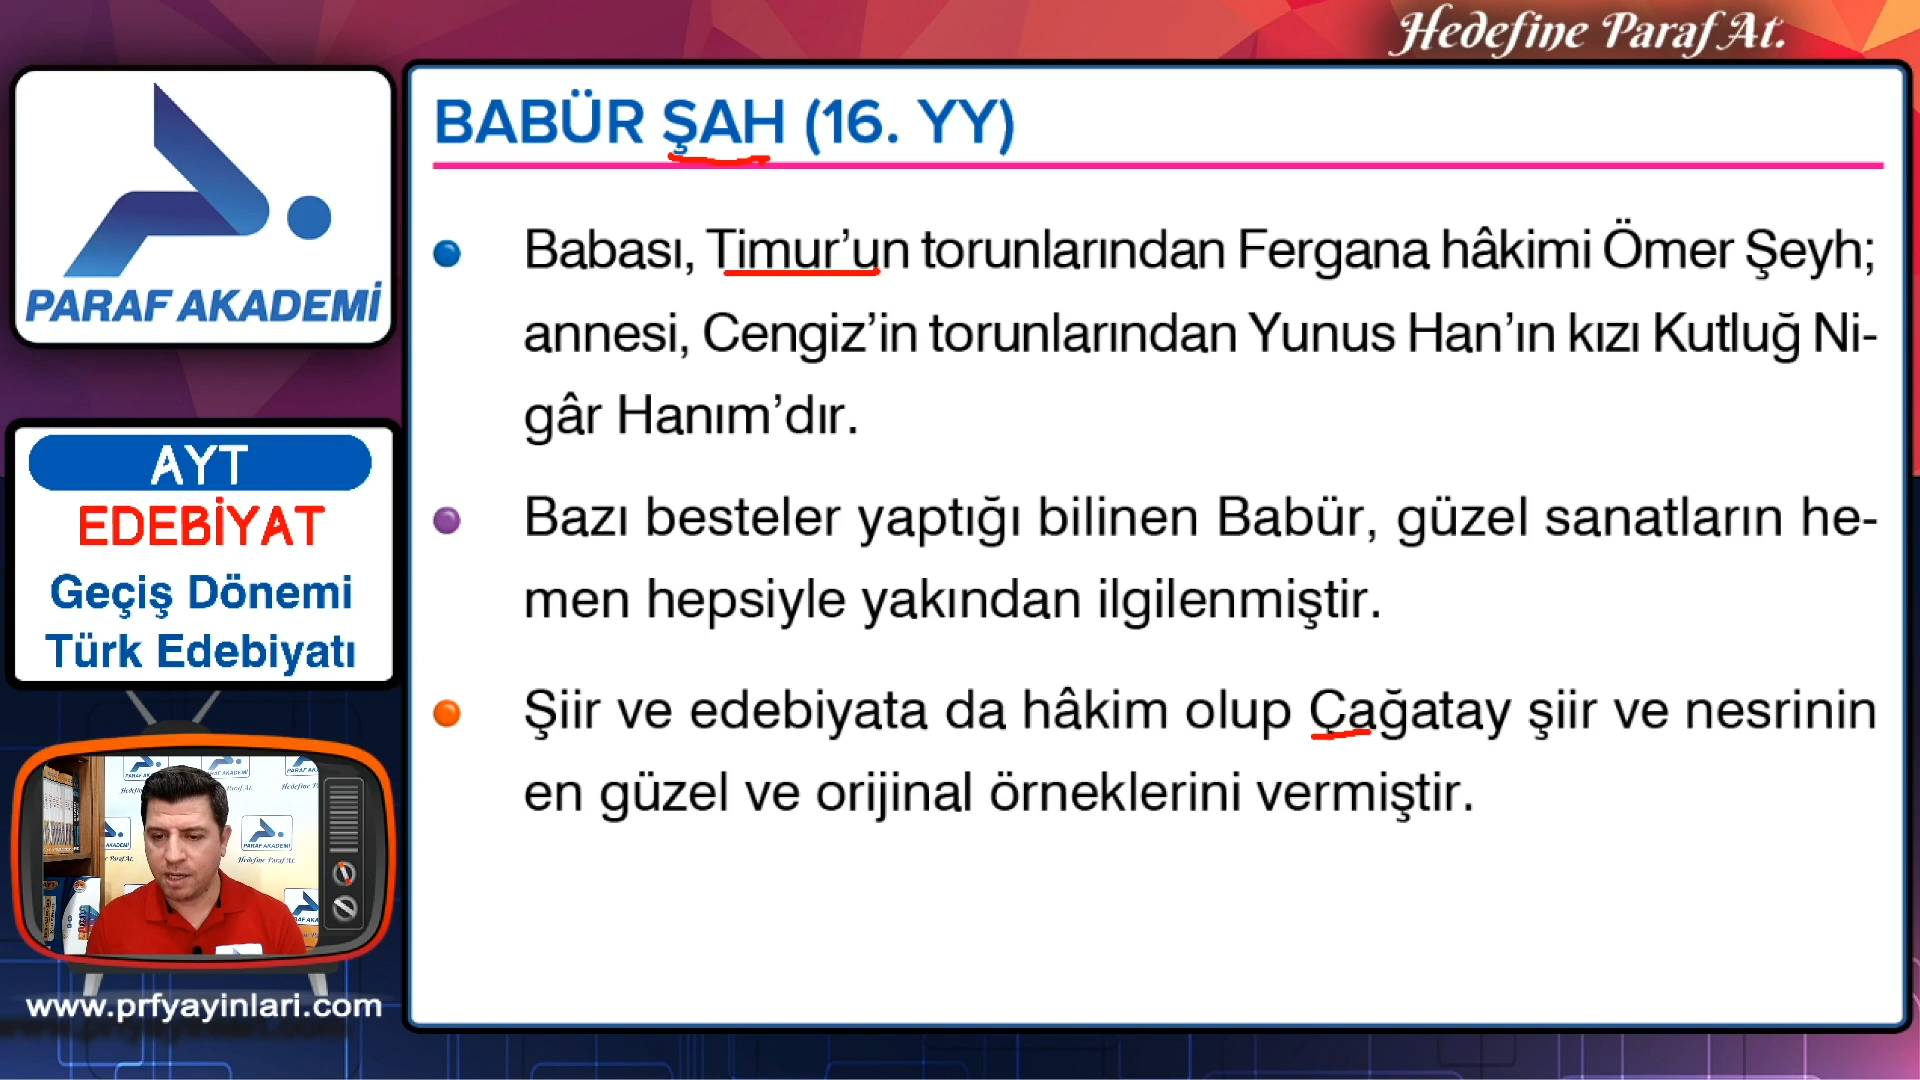 Hedefine Paraf At.
PARAF AKADEMİ
AYT
EDEBİYAT
Geçiş Dönemi
Türk Edebiyatı
www.prfyayinlari.com
BABÜR ŞAH (16. YY)
Babası, Timur’un torunlarından Fergana hâkimi Ömer Şeyh;
annesi, Cengiz’in torunlarından Yunus Han’ın kızı Kutluğ Ni-
gâr Hanım’dır.
Bazı besteler yaptığı bilinen Babür, güzel sanatların he-
men hepsiyle yakından ilgilenmiştir.
Şiir ve edebiyata da hâkim olup Çağatay şiir ve nesrinin
en güzel ve orijinal örneklerini vermiştir.